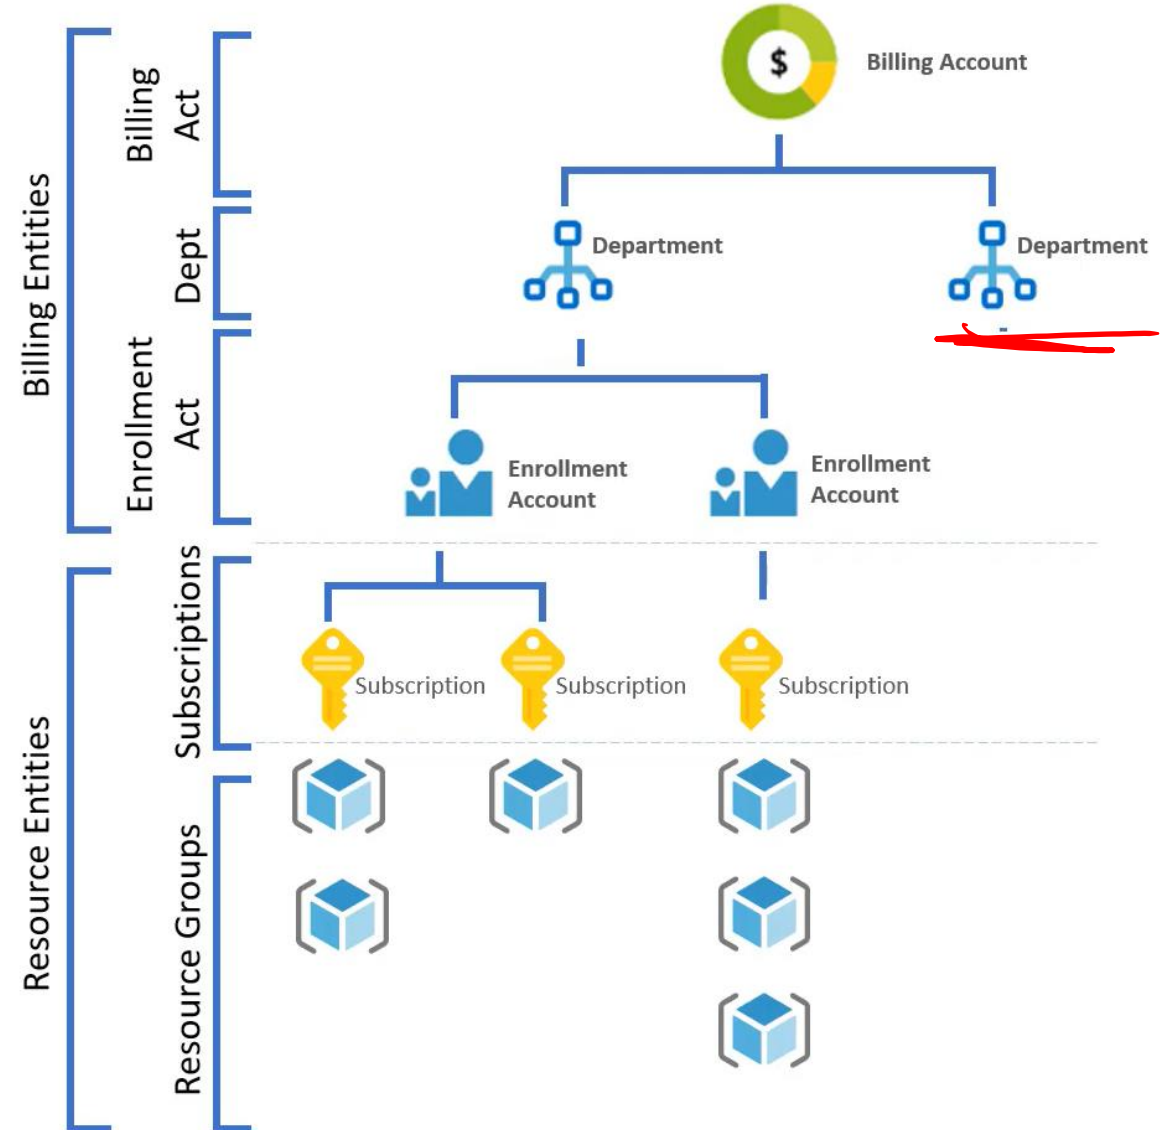 Billing Entities
Billing
Act
$
Billing Account
Dept
Department
Department
Enrollment
Act
Enrollment
Account
Enrollment
Account
Resource Entities
Subscriptions
Subscription
Subscription
Subscription
Resource Groups